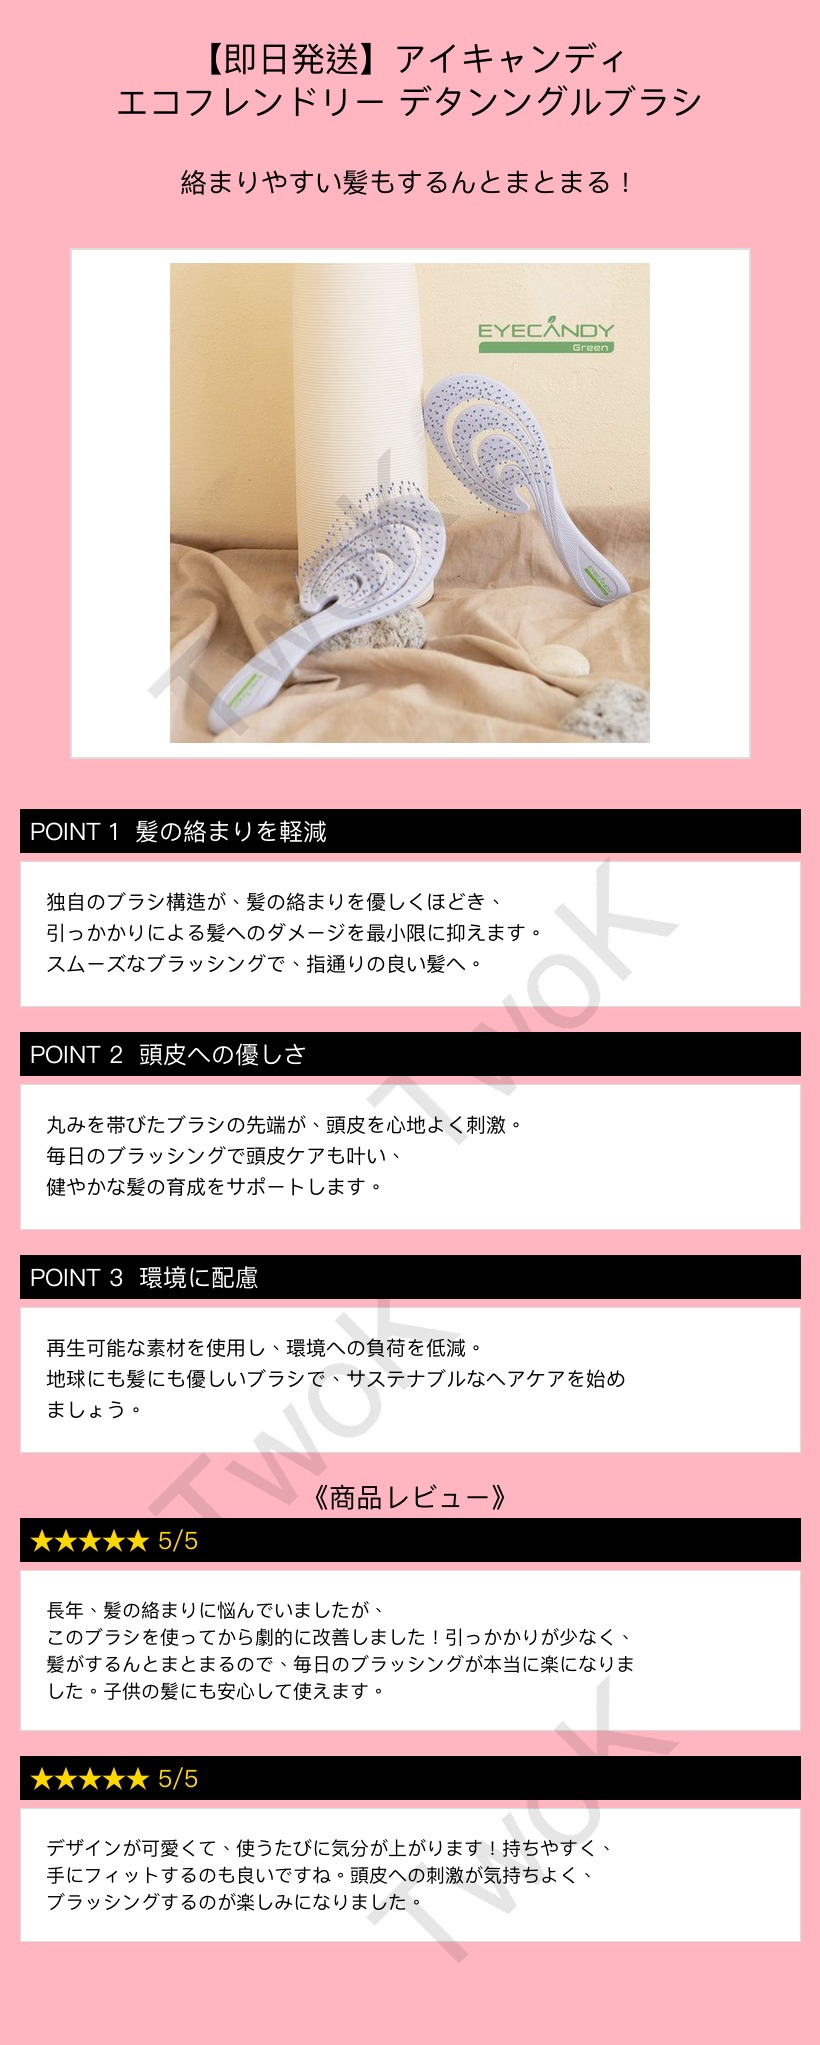 【即日発送】アイキャンディ
エコフレンドリー デタンングルブラシ
絡まりやすい髪もするんとまとまる！
EYECANDY
Green
EYECANDY
TwoK
POINT 1 髪の絡まりを軽減
独自のブラシ構造が、髪の絡まりを優しくほどき、
引っかかりによる髪へのダメージを最小限に抑えます。
スムーズなブラッシングで、指通りの良い髪へ。
TwoK
POINT 2 頭皮への優しさ
丸みを帯びたブラシの先端が、頭皮を心地よく刺激。
毎日のブラッシングで頭皮ケアも叶い、
健やかな髪の育成をサポートします。
POINT 3 環境に配慮
再生可能な素材を使用し、環境への負荷を低減。
地球にも髪にも優しいブラシで、サステナブルなヘアケアを始め
ましょう。
TwoK
《商品レビュー》
★★★★★ 5/5
長年、髪の絡まりに悩んでいましたが、
このブラシを使ってから劇的に改善しました！引っかかりが少なく、
髪がするんとまとまるので、毎日のブラッシングが本当に楽になりま
した。子供の髪にも安心して使えます。
★★★★★ 5/5
デザインが可愛くて、使うたびに気分が上がります！持ちやすく、
手にフィットするのも良いですね。頭皮への刺激が気持ちよく、
ブラッシングするのが楽しみになりました。
TwoK